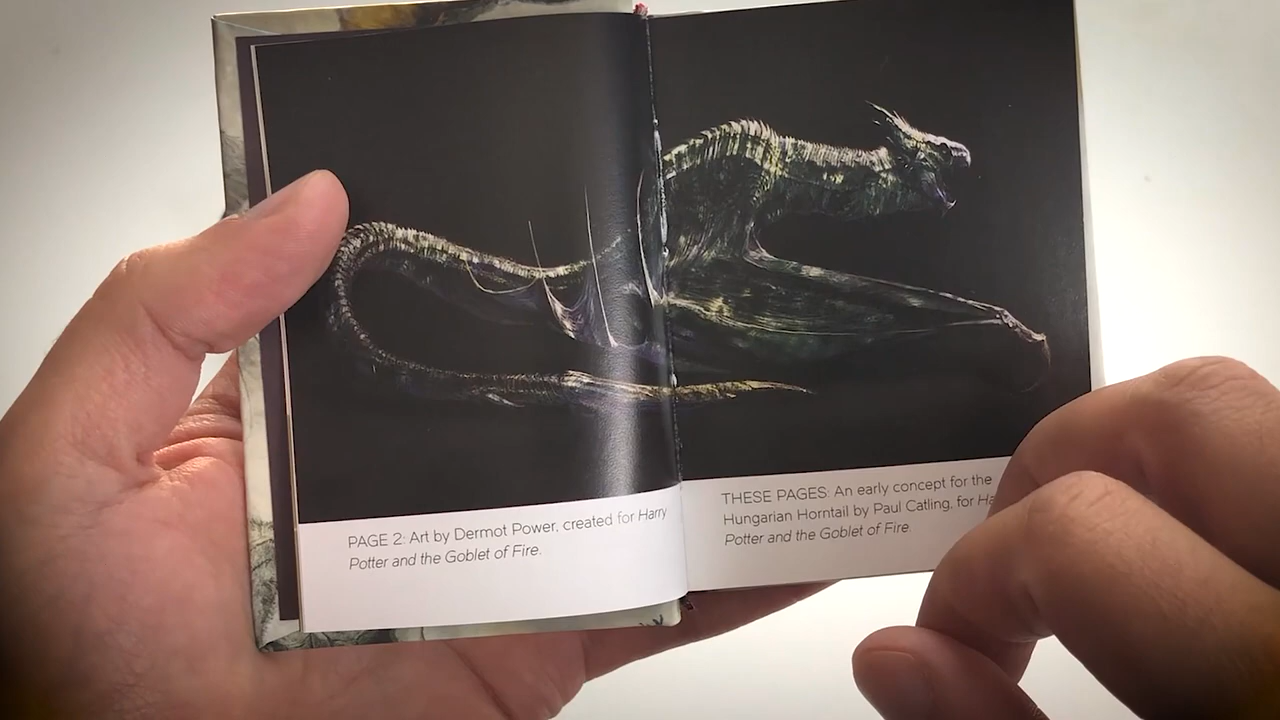 PAGE 2: Art by Dermot Power, created for Harry
Potter and the Goblet of Fire.
THESE PAGES: An early concept for the
Hungarian Horntail by Paul Catling, for
Potter and the Goblet of Fire.